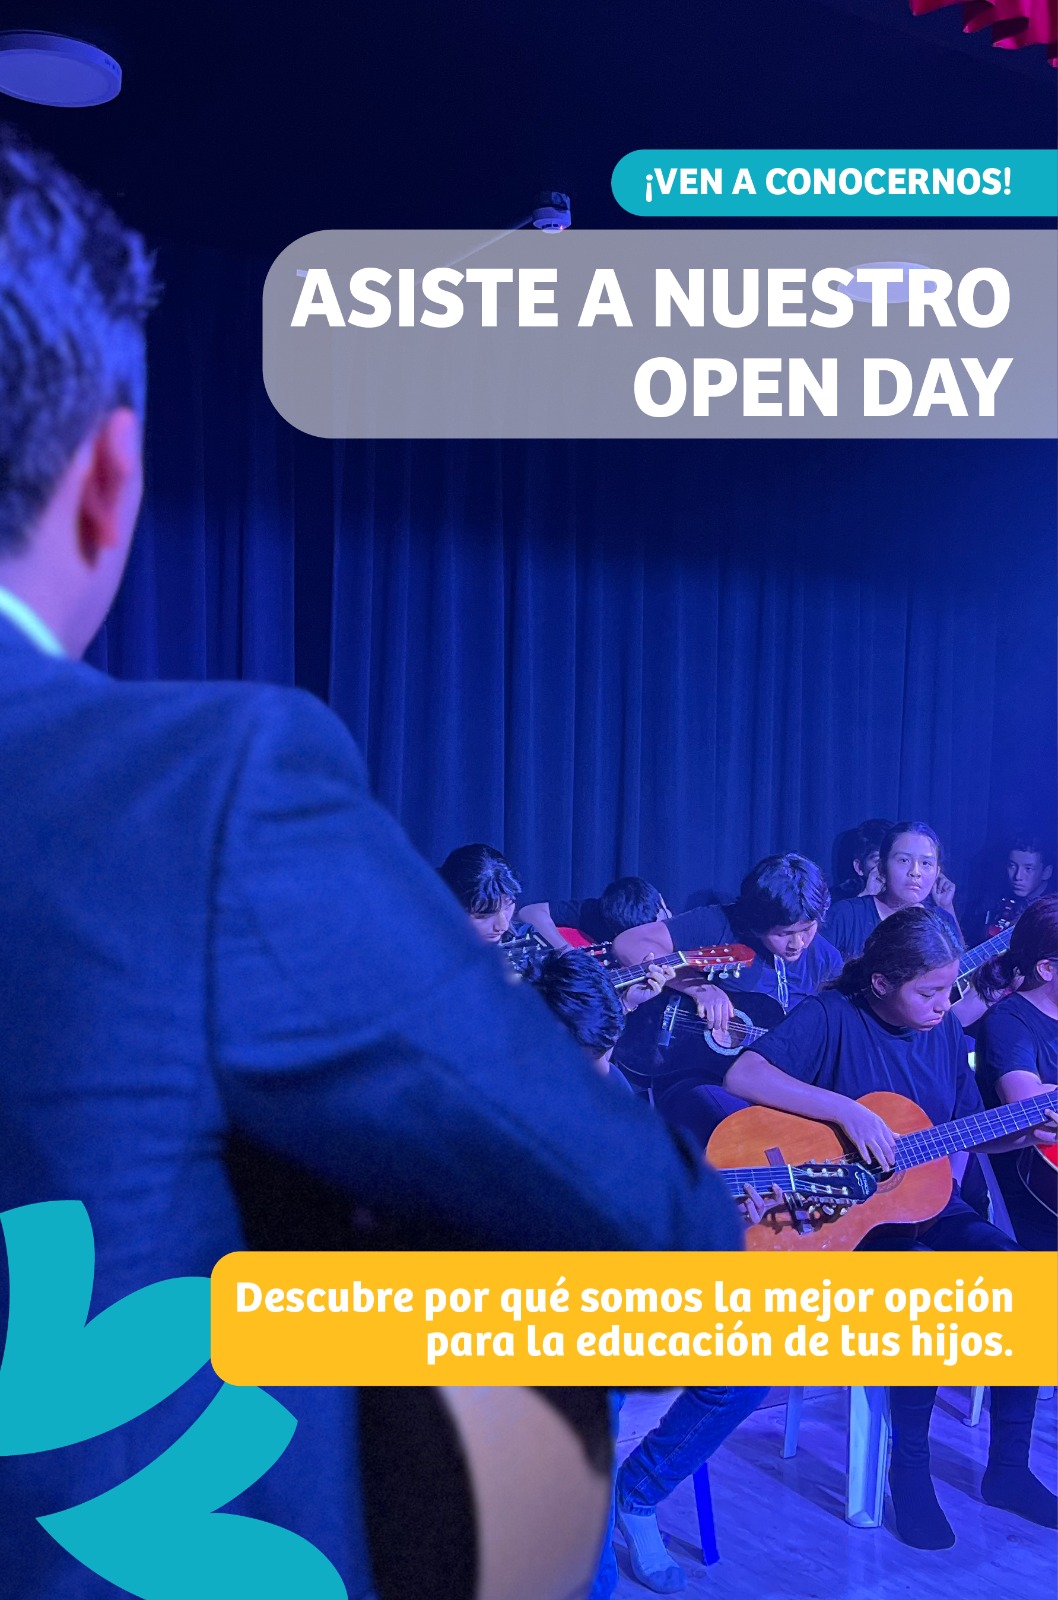 ¡VEN A CONOCERNOS!
ASISTE A NUESTRO
OPEN DAY
Descubre por qué somos la mejor opción
para la educación de tus hijos.